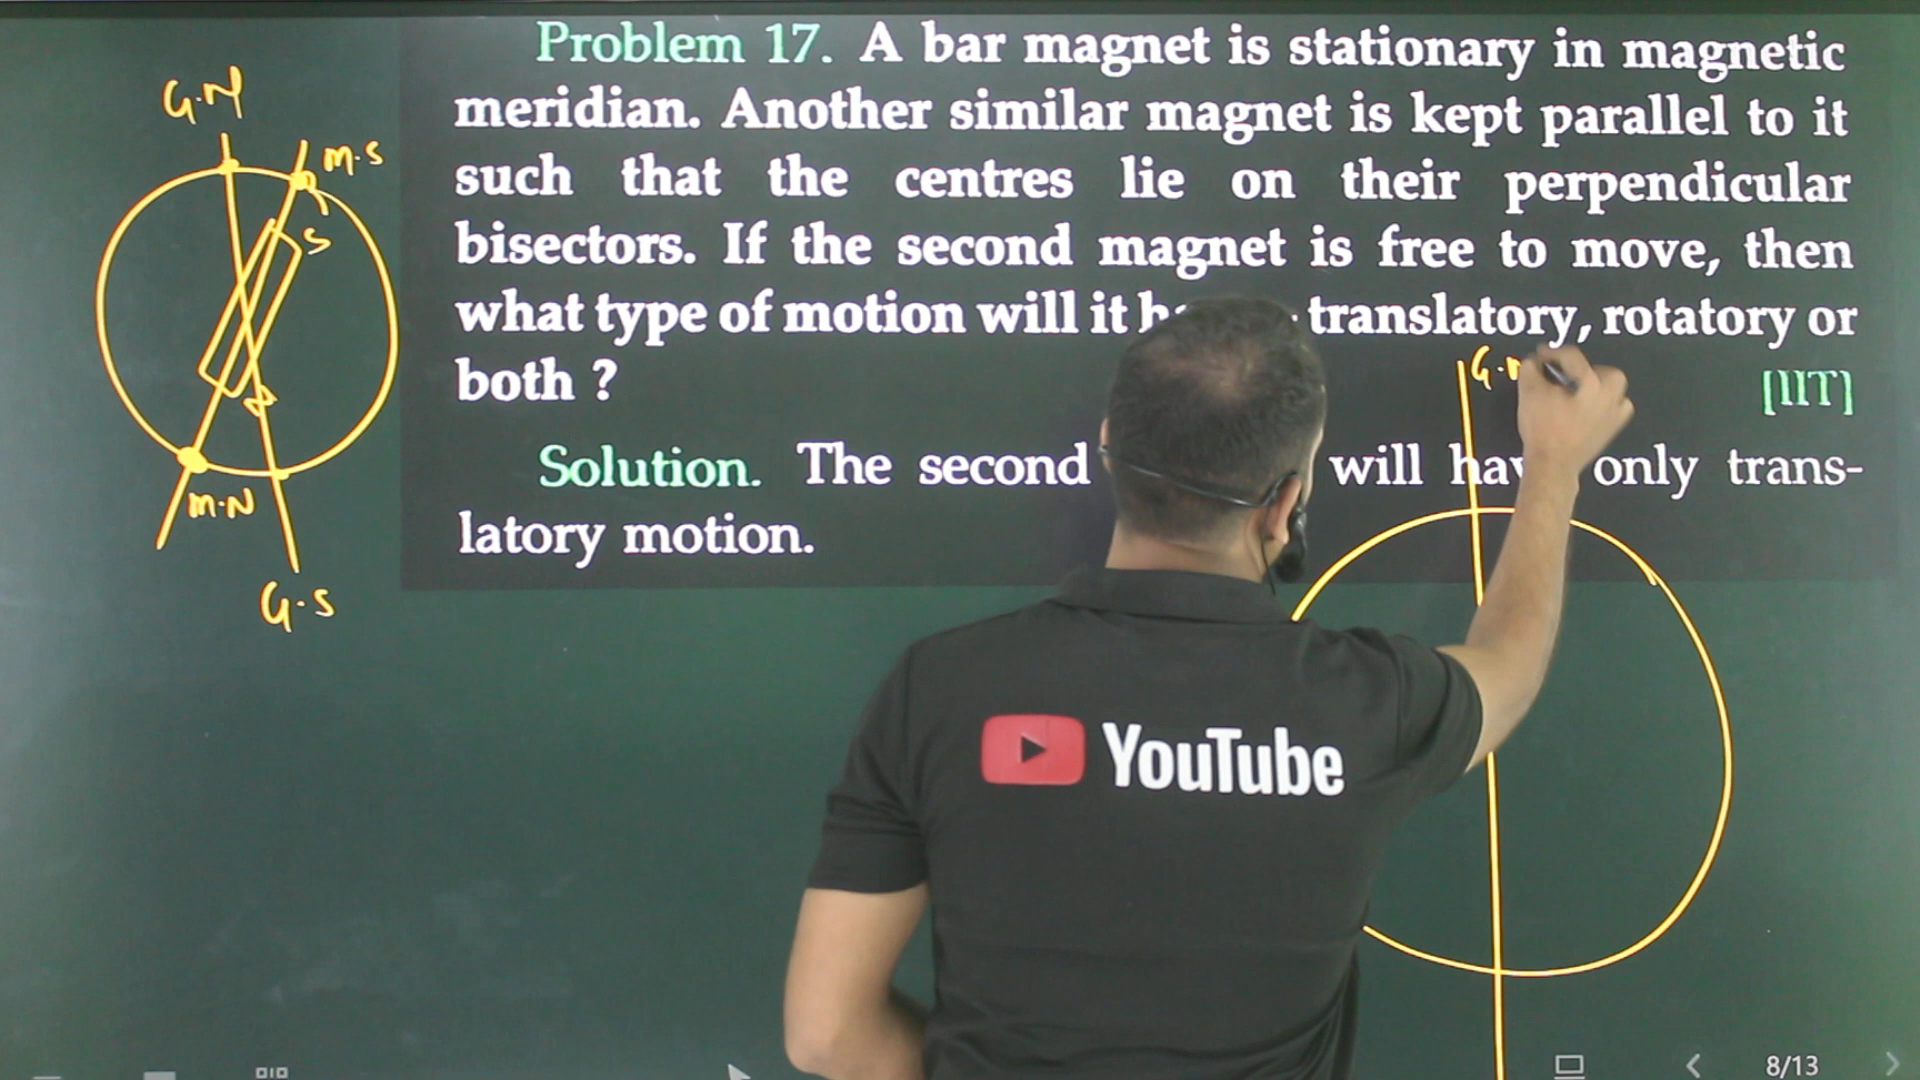 Problem 17. A bar magnet is stationary in magnetic
meridian. Another similar magnet is kept parallel to it
such that the centres lie on their perpendicular
bisectors. If the second magnet is free to move, then
what type of motion will it translatory, rotatory or
both ?
[IIT]
Solution. The second will have only trans-
latory motion.
G.N
M.S
S
M.N
G.S
YouTube
8/13